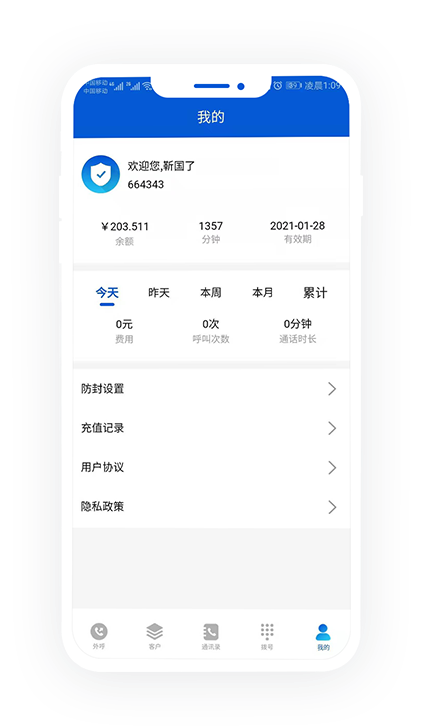 中国移动 凌晨1:09
中国移动
我的
欢迎您,靳国了
664343
￥203.511 1357 2021-01-28
余额 分钟 有效期
今天 昨天 本周 本月 累计
0元 0次 0分钟
费用 呼叫次数 通话时长
防封设置
充值记录
用户协议
隐私政策
外呼 客户 通讯录 拨号 我的